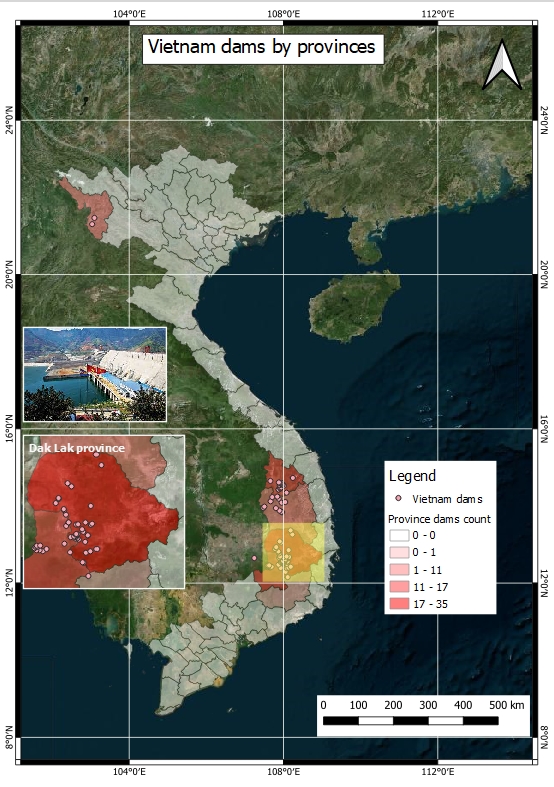 104°0'N 108°0'N 112°0'N
Vietnam dams by provinces
24°0'N 24°0'N
20°0'N 20°0'N
16°0'N 16°0'N
Dak Lak province
Legend
Vietnam dams
Province dams count
0 - 0
0 - 1
1 - 11
11 - 17
17 - 35
12°0'N 12°0'N
0 100 200 300 400 500 km
8°0'N 8°0'N
104°0'N 108°0'N 112°0'N